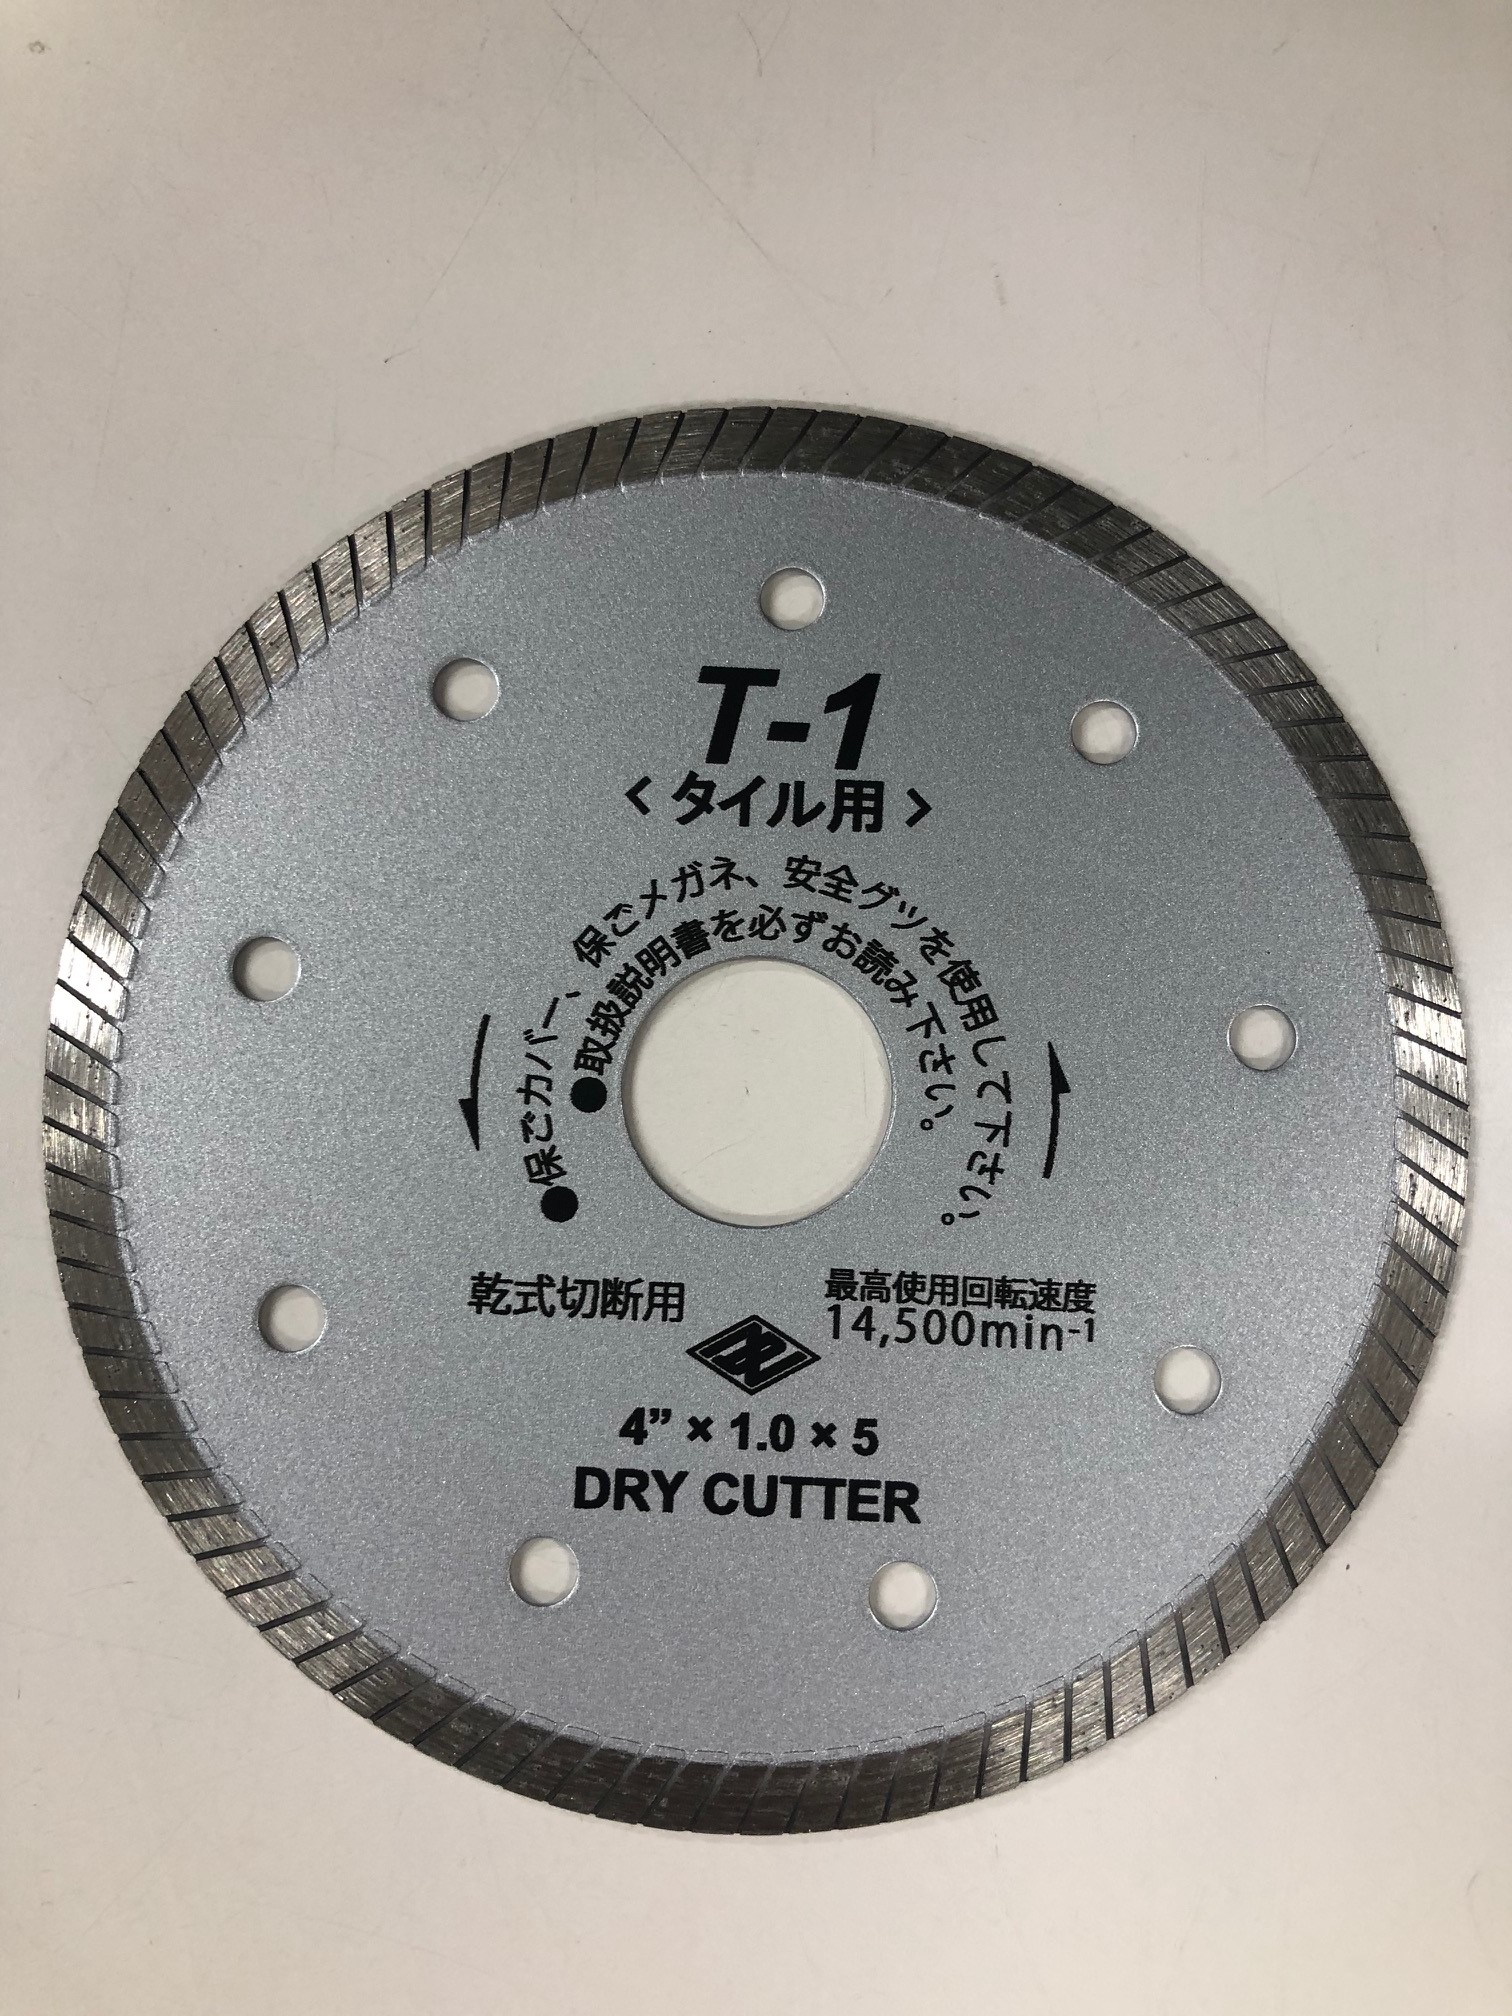 T-1
<タイル用>
●保ごカバー、保ごメガネ、安全グツを使用して下さい。
●取扱説明書を必ずお読み下さい。
乾式切断用
最高使用回転速度
14,500min-1
4”×1.0×5
DRY CUTTER